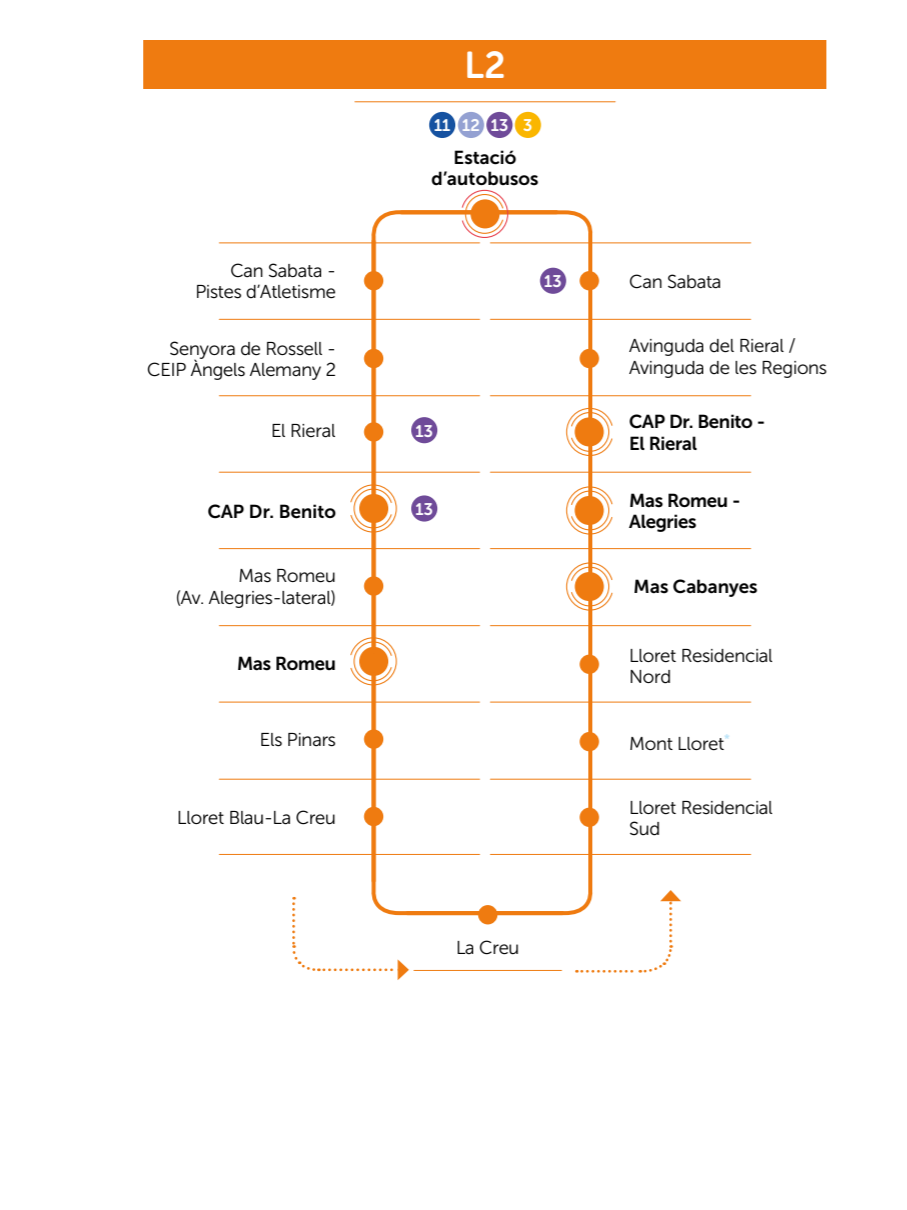 L2
11 12 13 3
Estació
d'autobusos
Can Sabata -
Pistes d'Atletisme
13
Can Sabata
Senyora de Rossell -
CEIP Àngels Alemany 2
Avinguda del Rieral /
Avinguda de les Regions
El Rieral
13
CAP Dr. Benito -
El Rieral
CAP Dr. Benito
13
Mas Romeu -
Alegries
Mas Romeu
(Av. Alegries-lateral)
Mas Cabanyes
Mas Romeu
Lloret Residencial
Nord
Els Pinars
Mont Lloret*
Lloret Blau-La Creu
Lloret Residencial
Sud
La Creu